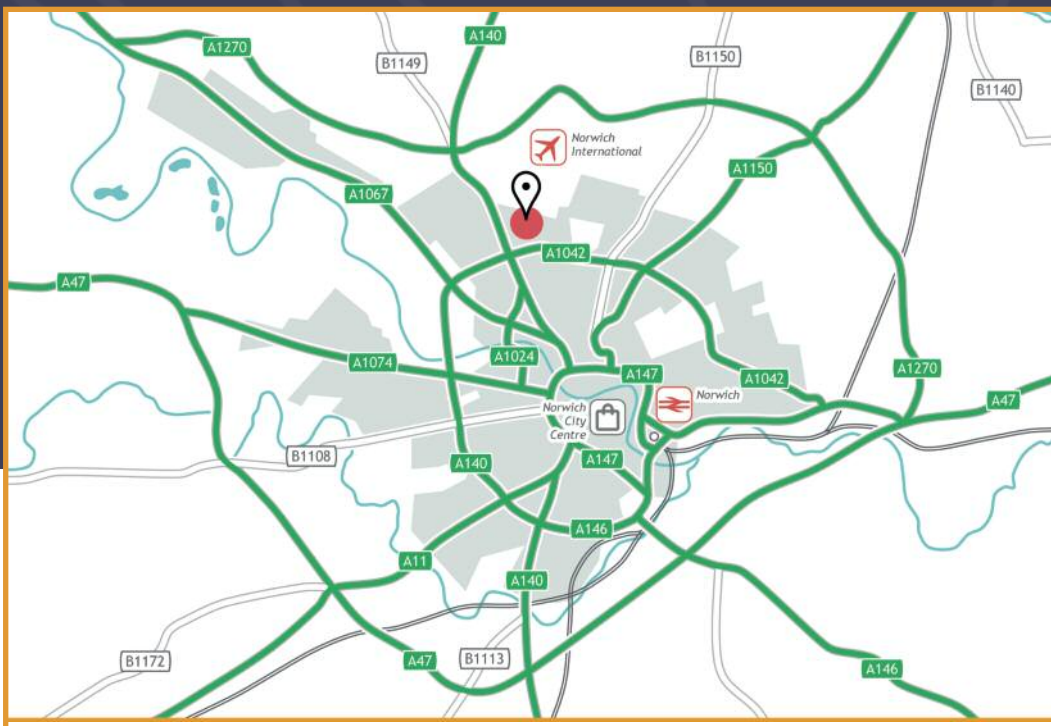 A140
A1270
B1149
B1150
B1140
Norwich
International
A1150
A1067
A1042
A47
A1074
A1024
A147
A1042
A1270
Norwich
A47
Norwich
City
Centre
B1108
A140
A147
A146
A11
A140
B1172
A47
B1113
A146